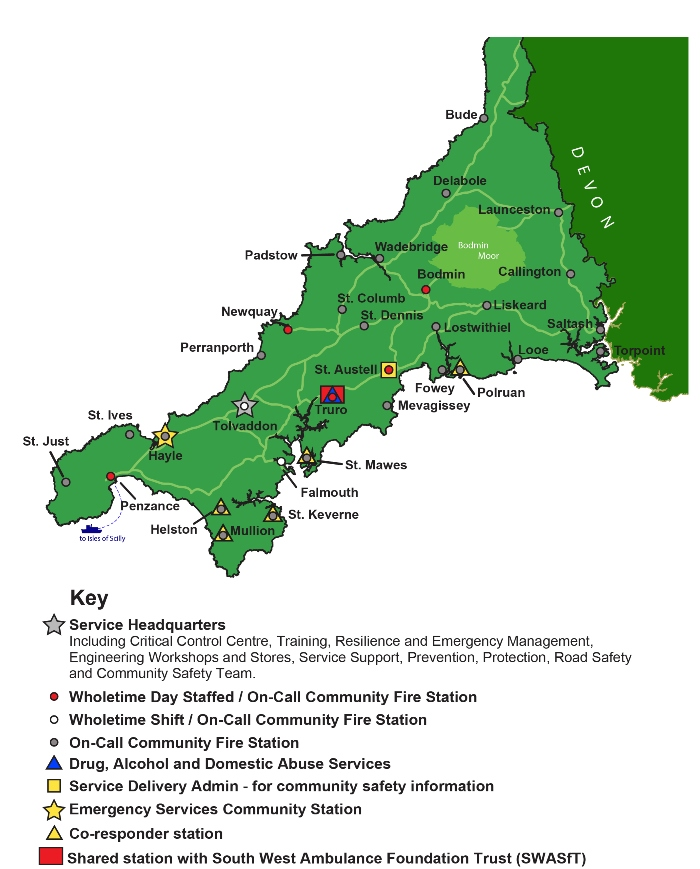 Bude
DEVON
Delabole
Launceston
Padstow
Wadebridge
Bodmin
Moor
Bodmin
Callington
St. Columb
Liskeard
Newquay
St. Dennis
Lostwithiel
Saltash
Perranporth
Looe
Torpoint
St. Austell
Fowey
Polruan
Truro
Mevagissey
Tolvaddon
St. Ives
St. Just
Hayle
St. Mawes
Falmouth
Penzance
St. Keverne
Helston
Mullion
to Isles of Scilly
Key
Service Headquarters
Including Critical Control Centre, Training, Resilience and Emergency Management,
Engineering Workshops and Stores, Service Support, Prevention, Protection, Road Safety
and Community Safety Team.
Wholetime Day Staffed / On-Call Community Fire Station
Wholetime Shift / On-Call Community Fire Station
On-Call Community Fire Station
Drug, Alcohol and Domestic Abuse Services
Service Delivery Admin - for community safety information
Emergency Services Community Station
Co-responder station
Shared station with South West Ambulance Foundation Trust (SWASfT)